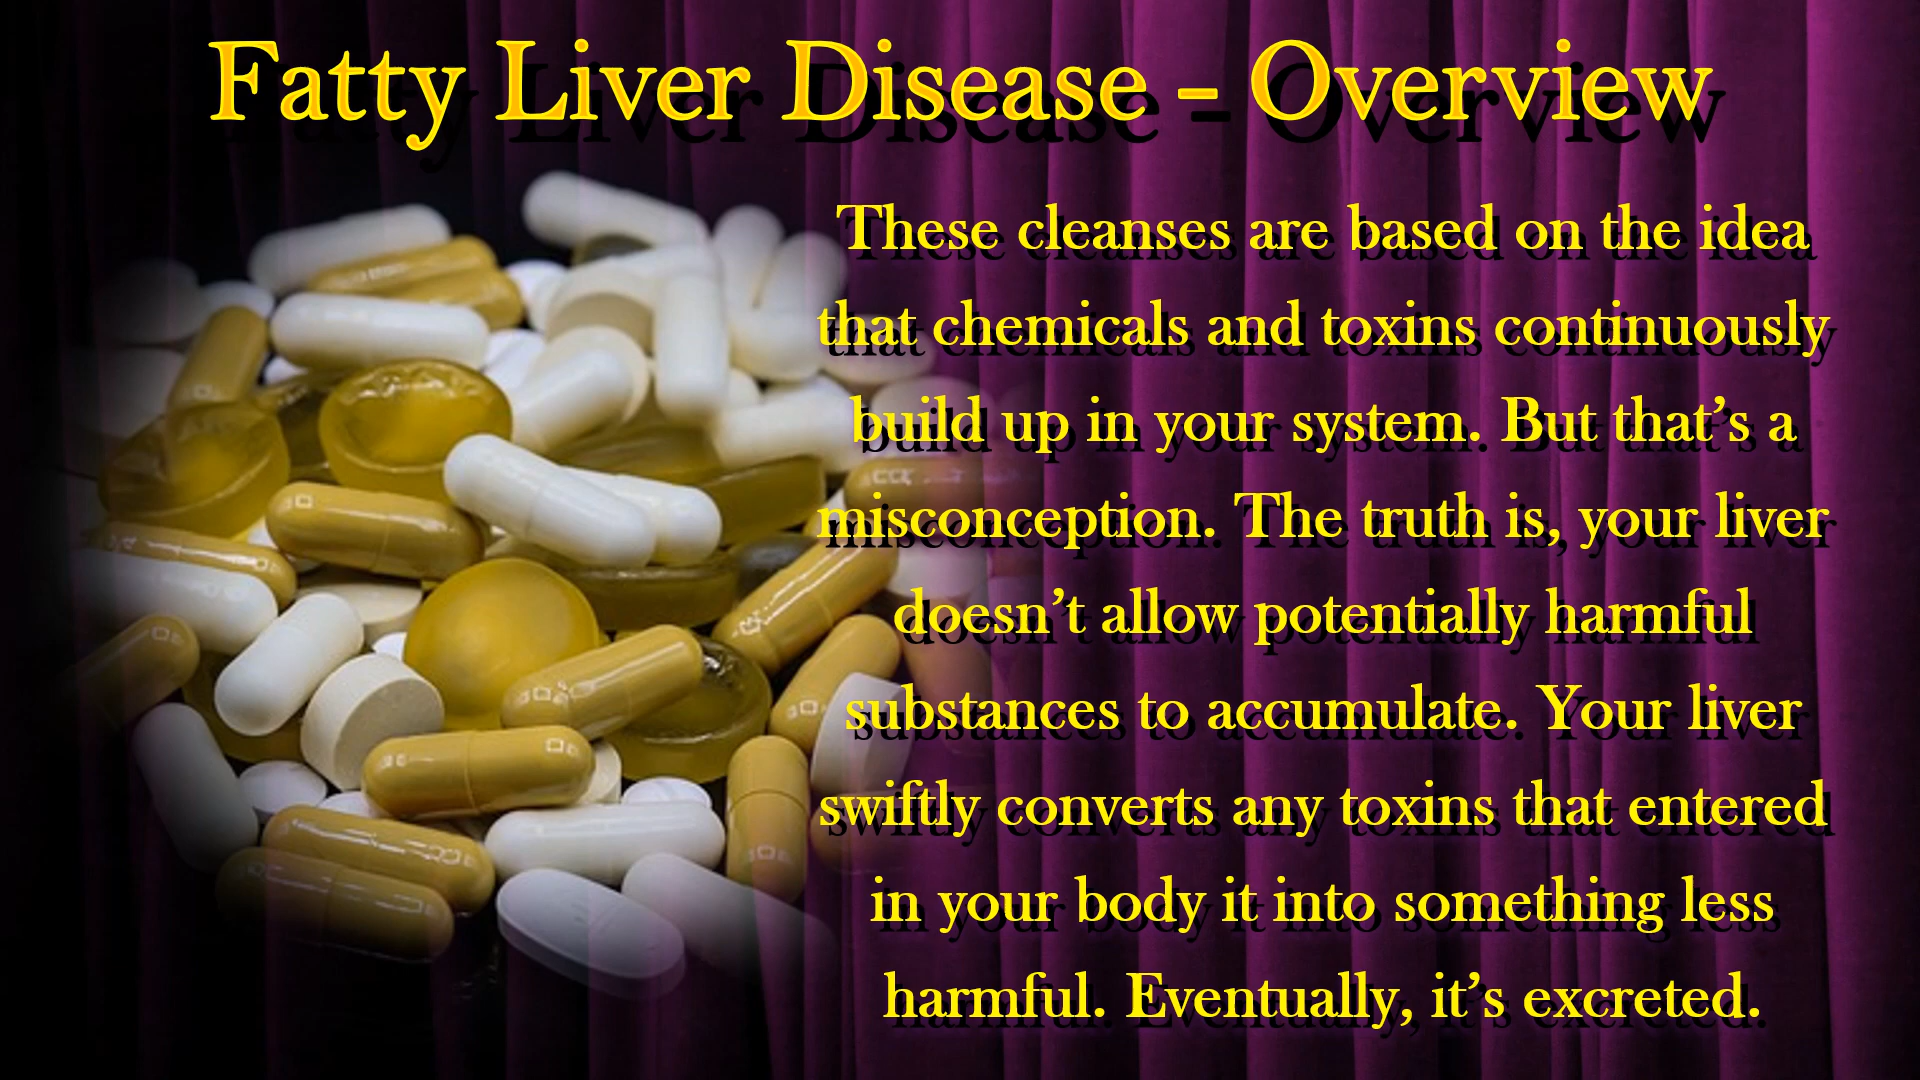 Fatty Liver Disease - Overview
These cleanses are based on the idea
that chemicals and toxins continuously
build up in your system. But that’s a
misconception. The truth is, your liver
doesn’t allow potentially harmful
substances to accumulate. Your liver
swiftly converts any toxins that entered
in your body it into something less
harmful. Eventually, it’s excreted.